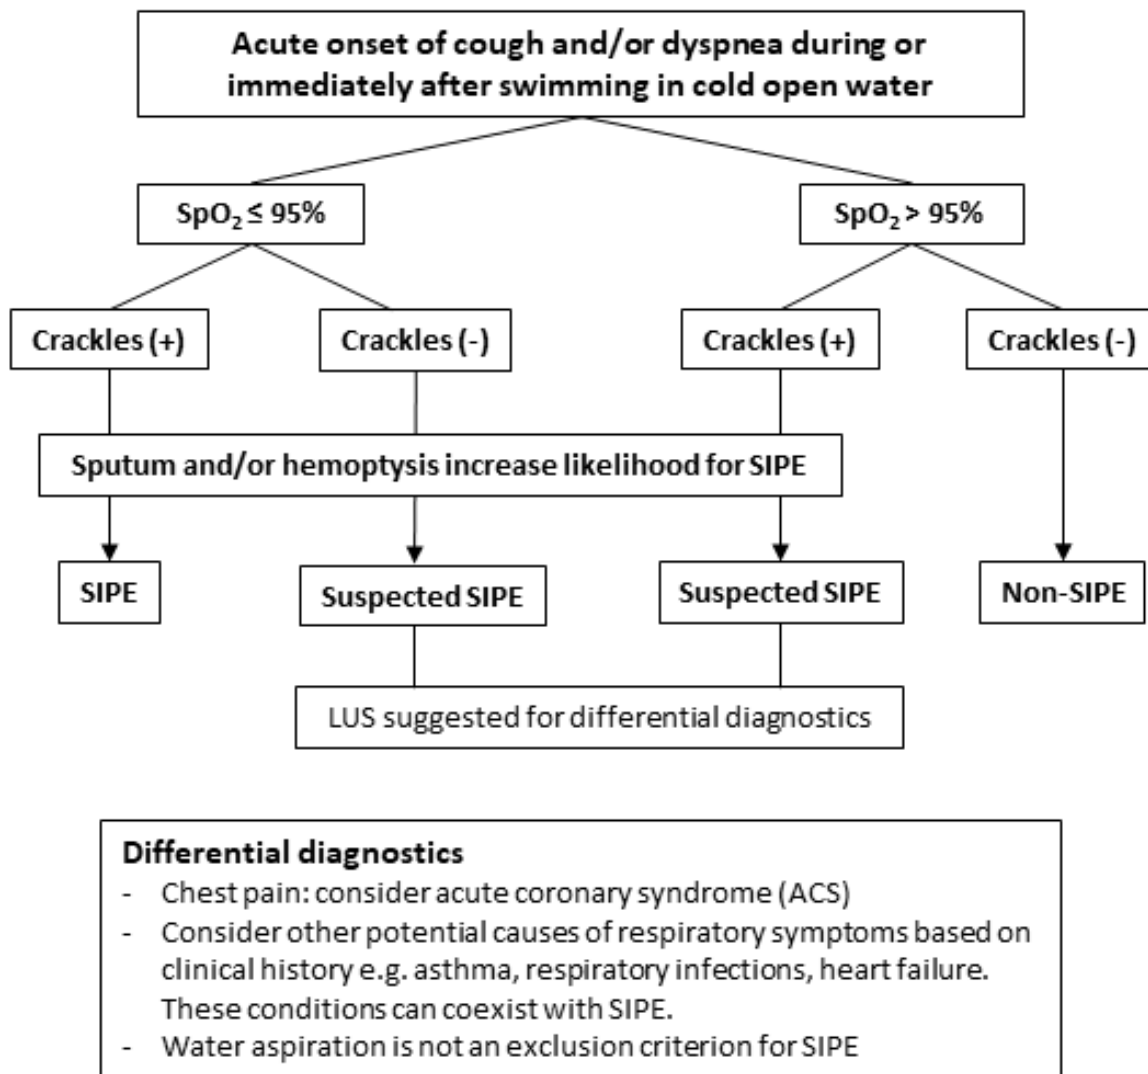 Acute onset of cough and/or dyspnea during or
immediately after swimming in cold open water
SpO₂ ≤ 95%
SpO₂ > 95%
Crackles (+)
Crackles (-)
Crackles (+)
Crackles (-)
Sputum and/or hemoptysis increase likelihood for SIPE
SIPE
Suspected SIPE
Suspected SIPE
Non-SIPE
LUS suggested for differential diagnostics
Differential diagnostics
- Chest pain: consider acute coronary syndrome (ACS)
- Consider other potential causes of respiratory symptoms based on
clinical history e.g. asthma, respiratory infections, heart failure.
These conditions can coexist with SIPE.
- Water aspiration is not an exclusion criterion for SIPE